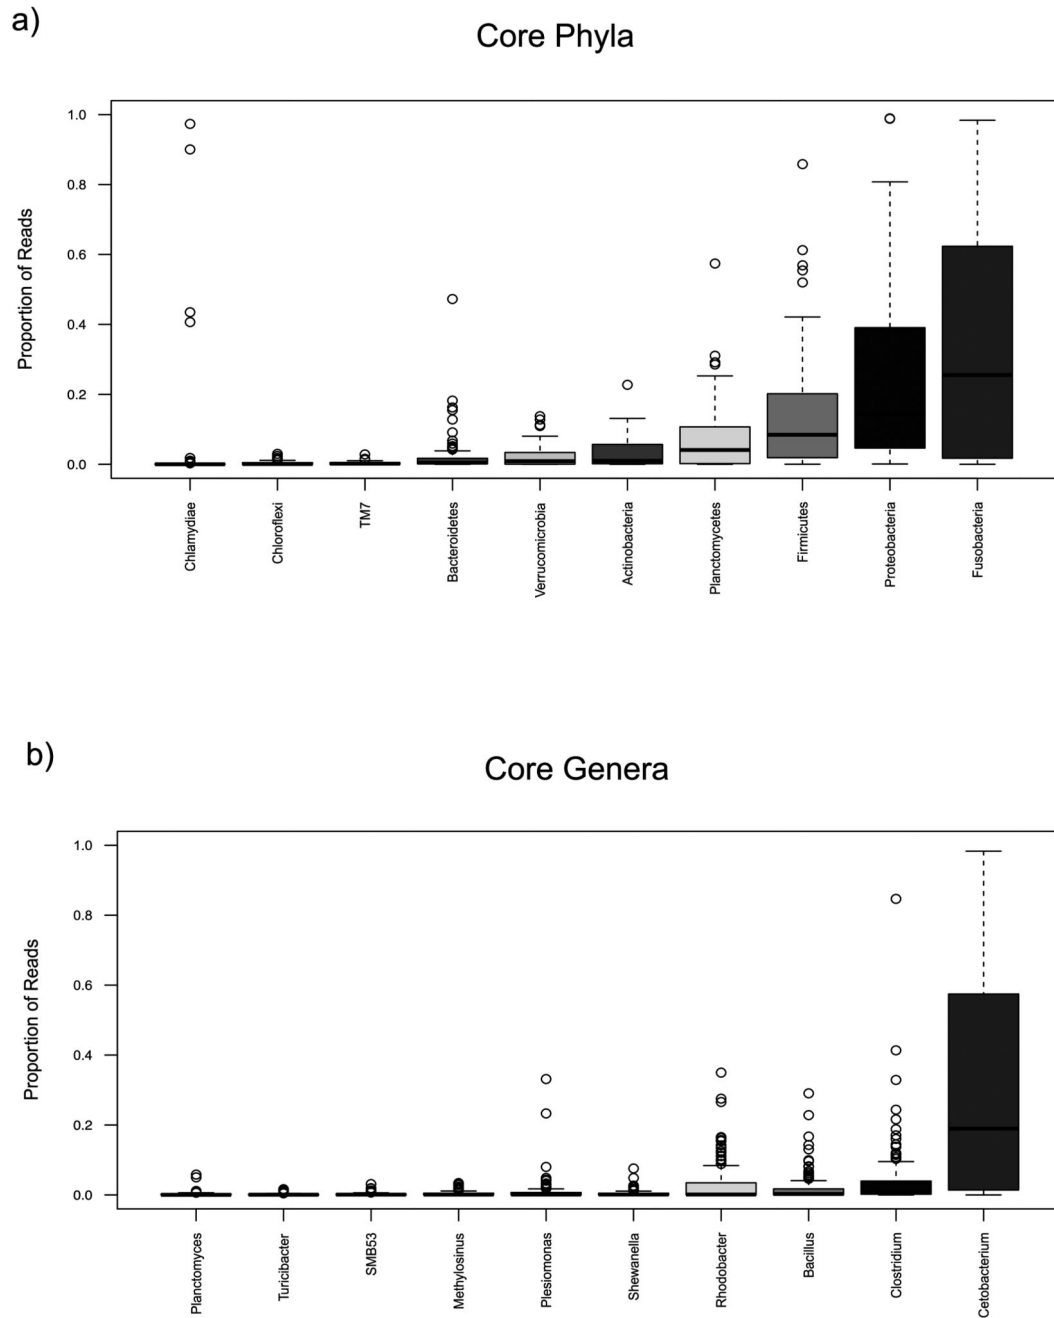 a)
Core Phyla
Proportion of Reads
1.0
0.8
0.6
0.4
0.2
0.0
Chlamydiae
Chloroflexi
TM7
Bacteroidetes
Verrucomicrobia
Actinobacteria
Planctomycetes
Firmicutes
Proteobacteria
Fusobacteria
b)
Core Genera
Proportion of Reads
1.0
0.8
0.6
0.4
0.2
0.0
Planctomyces
Turicibacter
SMB53
Methylosinus
Plesiomonas
Shewanella
Rhodobacter
Bacillus
Clostridium
Cetobacterium